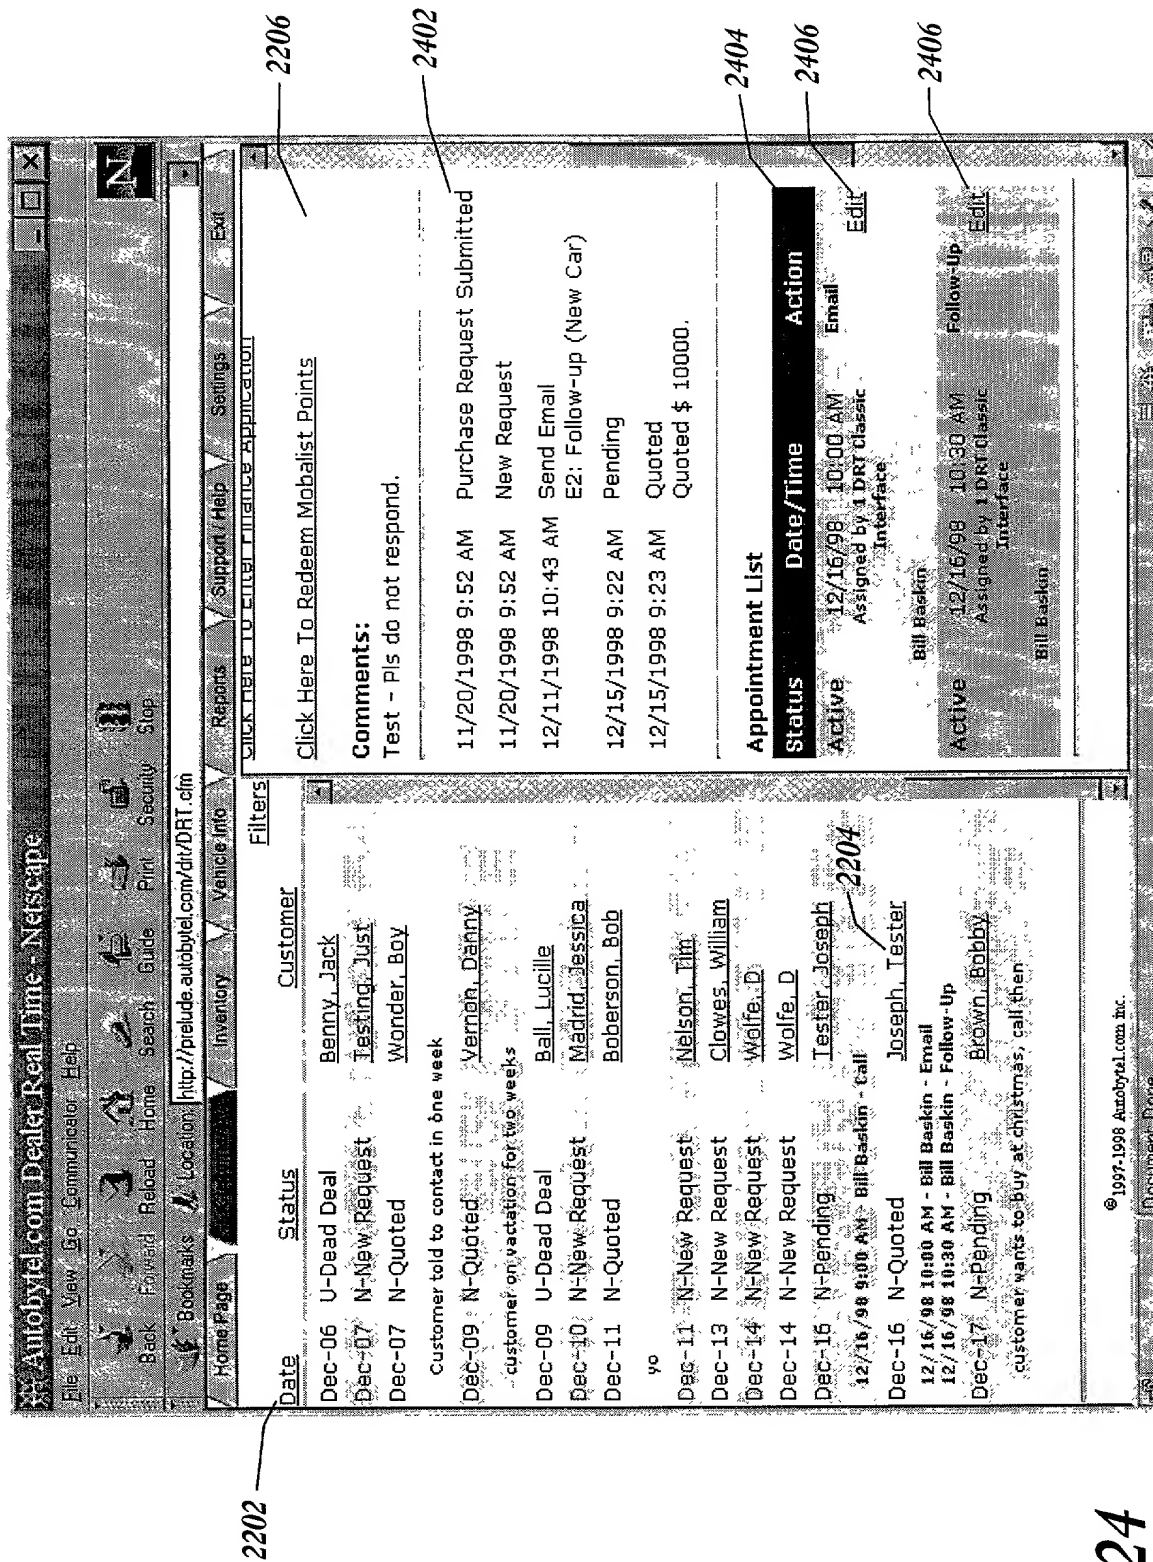 Autobytel.com Dealer Real Time - Netscape
File Edit View Go Communicator Help
Back Forward Reload Home Search Guide Print Security Stop
N
Bookmarks Location: http://prelude.autobytel.com/drt/DRT.cfm
Home Page Inventory Vehicle Info Reports Support / Help Settings Exit
Filters
Date Status Customer
Dec-06 U-Dead Deal Benny, Jack
Dec-07 N-New Request Testing, Just
Dec-07 N-Quoted Wonder, Boy
Customer told to contact in one week
Dec-09 N-Quoted Vernon, Danny
customer on vactation for two weeks
Dec-09 U-Dead Deal Ball, Lucille
Dec-10 N-New Request Madrid, Jessica
Dec-11 N-Quoted Boberson, Bob
yo
Dec-11 N-New Request Nelson, Tim
Dec-13 N-New Request Clowes, William
Dec-14 N-New Request Wolfe, D
Dec-14 N-New Request Wolfe, D
Dec-16 N-Pending Tester, Joseph
12/16/98 9:00 AM - Bill Baskin - Call
Dec-16 N-Quoted Joseph, Tester
12/16/98 10:00 AM - Bill Baskin - Email
12/16/98 10:30 AM - Bill Baskin - Follow-Up
Dec-17 N-Pending Brown, Bobby
customer wants to buy at christmas, call then
© 1997-1998 Autobytel.com inc.
Document: Done
Click Here To Enter Finance Application
Click Here To Redeem Mobalist Points
Comments:
Test - Pls do not respond.
11/20/1998 9:52 AM Purchase Request Submitted
11/20/1998 9:52 AM New Request
12/11/1998 10:43 AM Send Email
E2: Follow-up (New Car)
12/15/1998 9:22 AM Pending
12/15/1998 9:23 AM Quoted
Quoted $ 10000.
Appointment List
Status Date/Time Action
Active 12/16/98 10:00 AM Email
Assigned by 1 DRT Classic Edit
Interface
Bill Baskin
Active 12/16/98 10:30 AM Follow-Up
Assigned by 1 DRT Classic Edit
Interface
Bill Baskin
2202
2204
2206
2402
2404
2406
2406
24